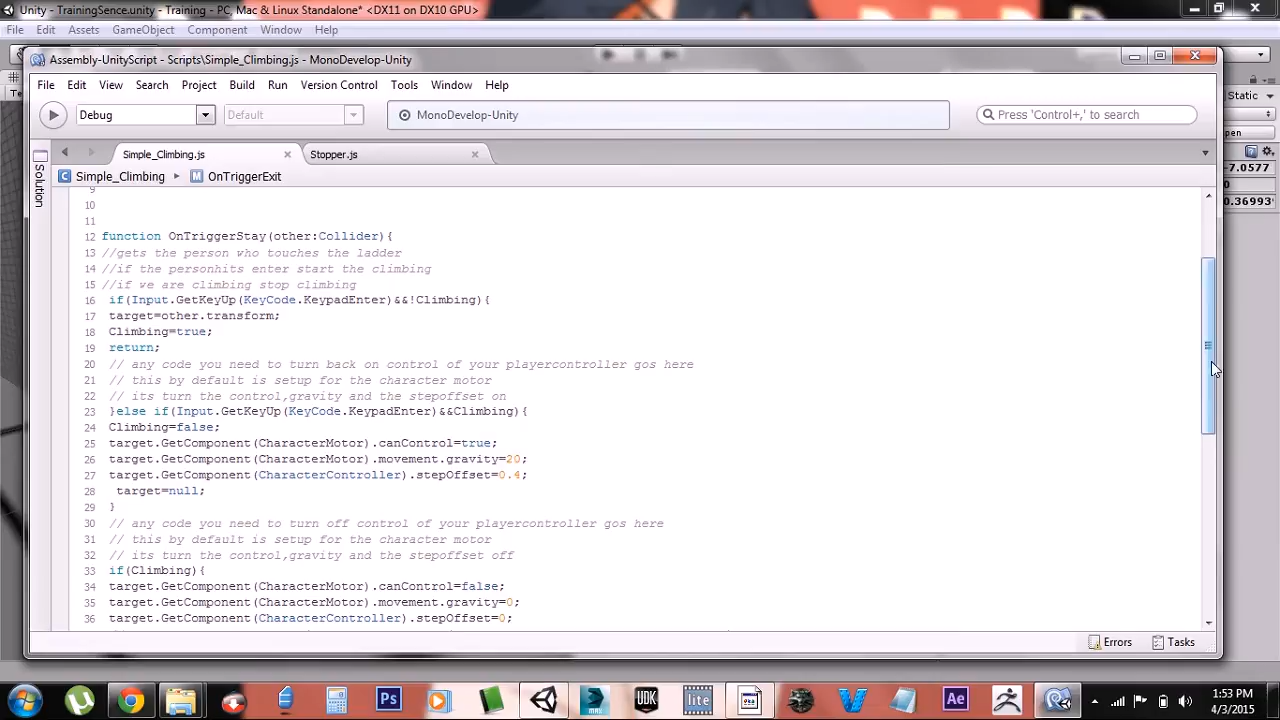 Unity - TrainingSence.unity - Training - PC, Mac & Linux Standalone* <DX11 on DX10 GPU>
File Edit Assets GameObject Component Window Help
Assembly-UnityScript - Scripts\Simple_Climbing.js - MonoDevelop-Unity
File Edit View Search Project Build Run Version Control Tools Window Help
Static
Debug Default MonoDevelop-Unity Press 'Control+,' to search
Simple_Climbing.js Stopper.js
-7.0577
Solution
Simple_Climbing OnTriggerExit
0
0.36993
9
10
11
12 function OnTriggerStay(other:Collider){
13 //gets the person who touches the ladder
14 //if the personhits enter start the climbing
15 //if we are climbing stop climbing
16 if(Input.GetKeyUp(KeyCode.KeypadEnter)&&!Climbing){
17 target=other.transform;
18 Climbing=true;
19 return;
20 // any code you need to turn back on control of your playercontroller gos here
21 // this by default is setup for the character motor
22 // its turn the control,gravity and the stepoffset on
23 }else if(Input.GetKeyUp(KeyCode.KeypadEnter)&&Climbing){
24 Climbing=false;
25 target.GetComponent(CharacterMotor).canControl=true;
26 target.GetComponent(CharacterMotor).movement.gravity=20;
27 target.GetComponent(CharacterController).stepOffset=0.4;
28 target=null;
29 }
30 // any code you need to turn off control of your playercontroller gos here
31 // this by default is setup for the character motor
32 // its turn the control,gravity and the stepoffset off
33 if(Climbing){
34 target.GetComponent(CharacterMotor).canControl=false;
35 target.GetComponent(CharacterMotor).movement.gravity=0;
36 target.GetComponent(CharacterController).stepOffset=0;
Errors Tasks
Ps lite UDK Ae
1:53 PM
4/3/2015